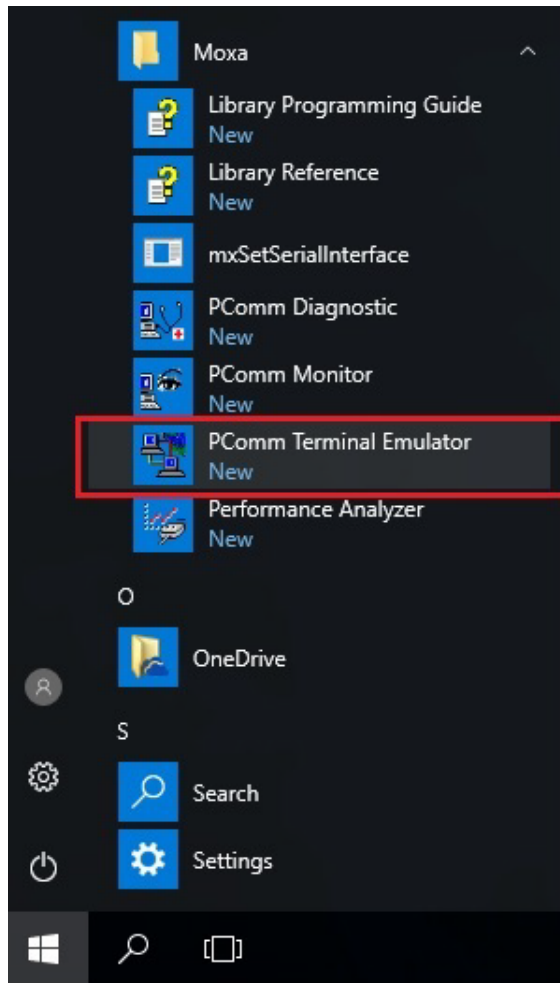 Moxa
Library Programming Guide
New
Library Reference
New
mxSetSerialInterface
PComm Diagnostic
New
PComm Monitor
New
PComm Terminal Emulator
New
Performance Analyzer
New
O
OneDrive
S
Search
Settings